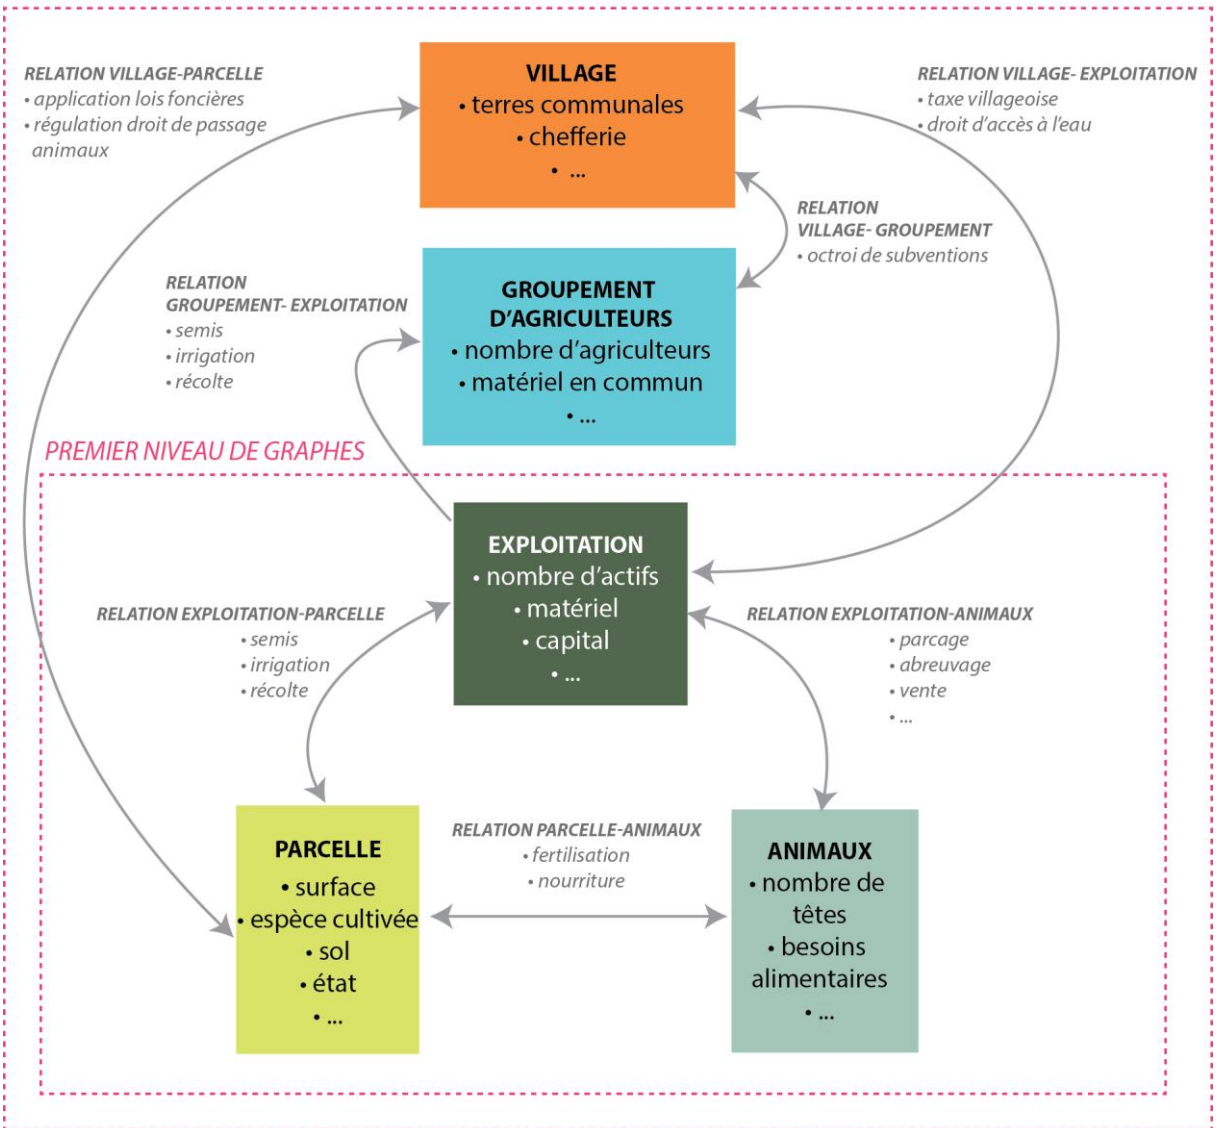 RELATION VILLAGE-PARCELLE
• application lois foncières
• régulation droit de passage
animaux
VILLAGE
• terres communales
• chefferie
• ...
RELATION VILLAGE- EXPLOITATION
• taxe villageoise
• droit d'accès à l'eau
RELATION
VILLAGE- GROUPEMENT
• octroi de subventions
RELATION
GROUPEMENT- EXPLOITATION
• semis
• irrigation
• récolte
GROUPEMENT
D'AGRICULTEURS
• nombre d'agriculteurs
• matériel en commun
• ...
PREMIER NIVEAU DE GRAPHES
EXPLOITATION
• nombre d'actifs
• matériel
• capital
• ...
RELATION EXPLOITATION-PARCELLE
• semis
• irrigation
• récolte
RELATION EXPLOITATION-ANIMAUX
• parcage
• abreuvage
• vente
• ...
PARCELLE
• surface
• espèce cultivée
• sol
• état
• ...
RELATION PARCELLE-ANIMAUX
• fertilisation
• nourriture
ANIMAUX
• nombre de
têtes
• besoins
alimentaires
• ...